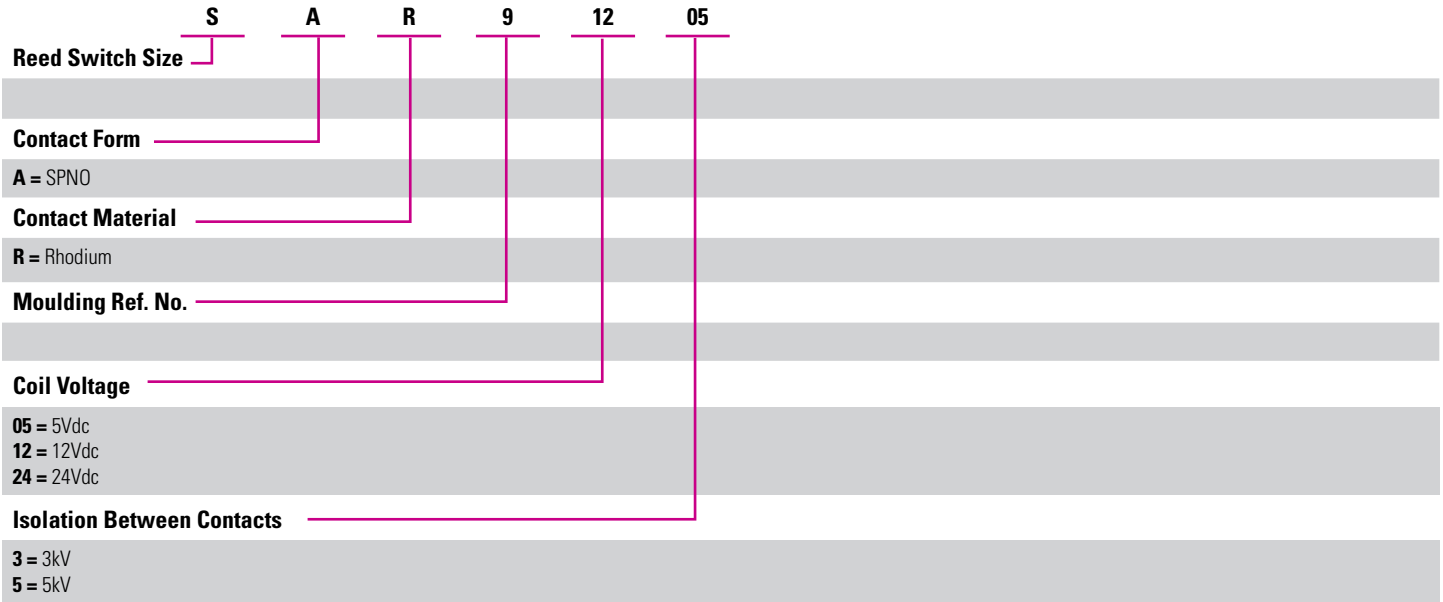 S A R 9 12 05
Reed Switch Size
Contact Form
A = SPNO
Contact Material
R = Rhodium
Moulding Ref. No.
Coil Voltage
05 = 5Vdc
12 = 12Vdc
24 = 24Vdc
Isolation Between Contacts
3 = 3kV
5 = 5kV